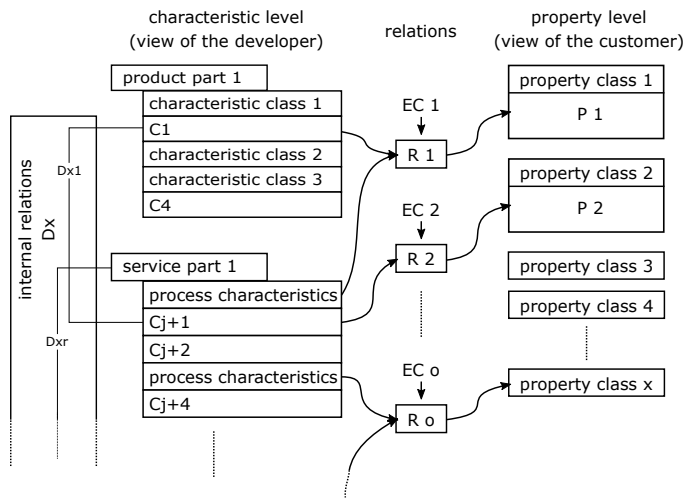 characteristic level
(view of the developer)
relations
property level
(view of the customer)
product part 1
characteristic class 1
C1
characteristic class 2
characteristic class 3
C4
service part 1
process characteristics
Cj+1
Cj+2
process characteristics
Cj+4
internal relations
Dx
Dx1
Dxr
EC 1
R 1
EC 2
R 2
EC o
R o
property class 1
P 1
property class 2
P 2
property class 3
property class 4
property class x